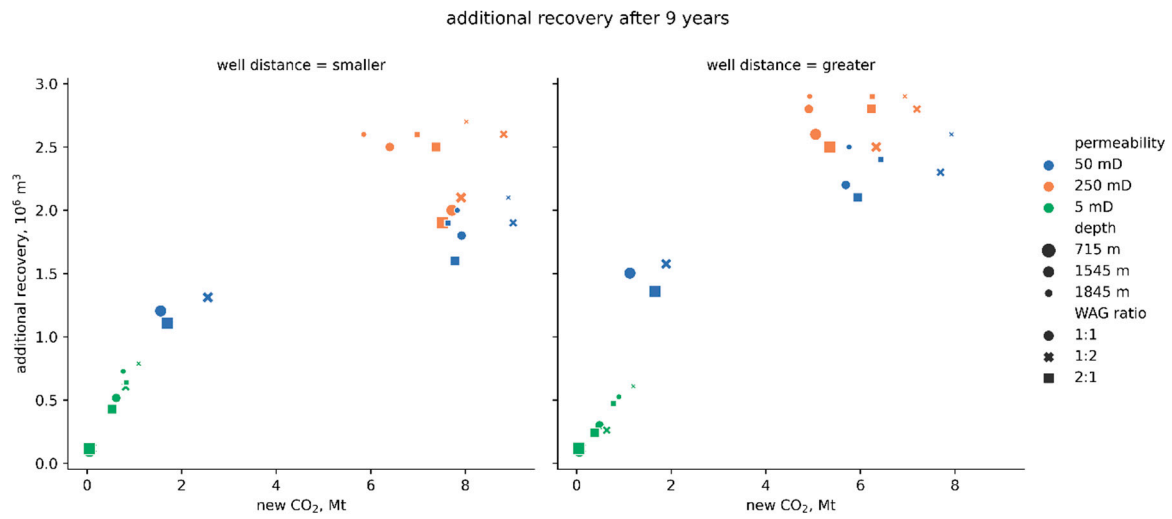 additional recovery after 9 years
well distance = smaller
well distance = greater
additional recovery, 10⁶ m³
3.0
2.5
2.0
1.5
1.0
0.5
0.0
0
2
4
6
8
new CO₂, Mt
0
2
4
6
8
new CO₂, Mt
permeability
50 mD
250 mD
5 mD
depth
715 m
1545 m
1845 m
WAG ratio
1:1
1:2
2:1